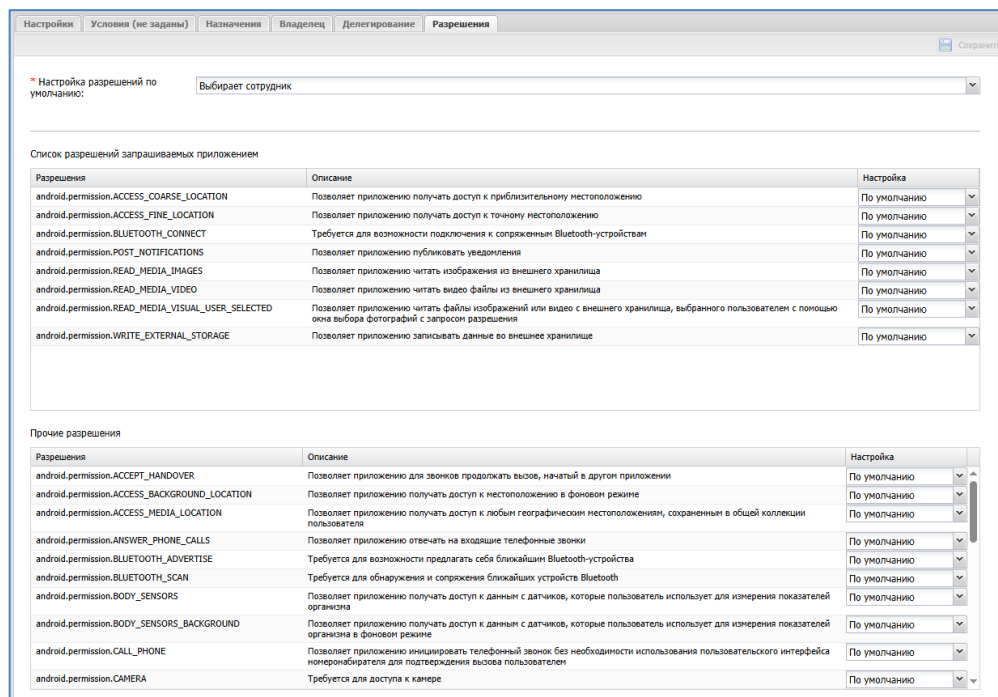 Настройки Условия (не заданы) Назначения Владелец Делегирование Разрешения
Сохранить
* Настройка разрешений по умолчанию: Выбирает сотрудник
Список разрешений запрашиваемых приложением
Разрешения Описание Настройка
android.permission.ACCESS_COARSE_LOCATION Позволяет приложению получать доступ к приблизительному местоположению По умолчанию
android.permission.ACCESS_FINE_LOCATION Позволяет приложению получать доступ к точному местоположению По умолчанию
android.permission.BLUETOOTH_CONNECT Требуется для возможности подключения к сопряженным Bluetooth-устройствам По умолчанию
android.permission.POST_NOTIFICATIONS Позволяет приложению публиковать уведомления По умолчанию
android.permission.READ_MEDIA_IMAGES Позволяет приложению читать изображения из внешнего хранилища По умолчанию
android.permission.READ_MEDIA_VIDEO Позволяет приложению читать видео файлы из внешнего хранилища По умолчанию
android.permission.READ_MEDIA_VISUAL_USER_SELECTED Позволяет приложению читать файлы изображений или видео с внешнего хранилища, выбранного пользователем с помощью По умолчанию
окна выбора фотографий с запросом разрешения
android.permission.WRITE_EXTERNAL_STORAGE Позволяет приложению записывать данные во внешнее хранилище По умолчанию
Прочие разрешения
Разрешения Описание Настройка
android.permission.ACCEPT_HANDOVER Позволяет приложению для звонков продолжать вызов, начатый в другом приложении По умолчанию
android.permission.ACCESS_BACKGROUND_LOCATION Позволяет приложению получать доступ к местоположению в фоновом режиме По умолчанию
android.permission.ACCESS_MEDIA_LOCATION Позволяет приложению получать доступ к любым географическим местоположениям, сохраненным в общей коллекции По умолчанию
пользователя
android.permission.ANSWER_PHONE_CALLS Позволяет приложению отвечать на входящие телефонные звонки По умолчанию
android.permission.BLUETOOTH_ADVERTISE Требуется для возможности предлагать себя ближайшим Bluetooth-устройства По умолчанию
android.permission.BLUETOOTH_SCAN Требуется для обнаружения и сопряжения ближайших устройств Bluetooth По умолчанию
android.permission.BODY_SENSORS Позволяет приложению получать доступ к данным с датчиков, которые пользователь использует для измерения показателей По умолчанию
организма
android.permission.BODY_SENSORS_BACKGROUND Позволяет приложению получать доступ к данным с датчиков, которые пользователь использует для измерения показателей По умолчанию
организма в фоновом режиме
android.permission.CALL_PHONE Позволяет приложению инициировать телефонный звонок без необходимости использования пользовательского интерфейса По умолчанию
номеронабирателя для подтверждения вызова пользователем
android.permission.CAMERA Требуется для доступа к камере По умолчанию